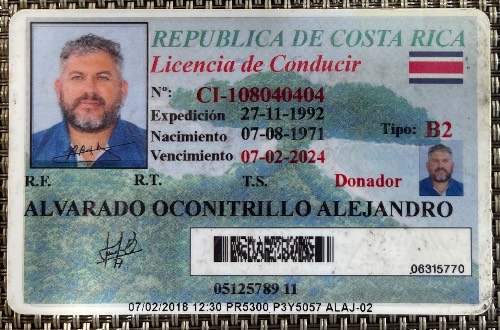 REPUBLICA DE COSTA RICA
Licencia de Conducir
Nº: CI-108040404
Expedición 27-11-1992
Nacimiento 07-08-1971
Tipo: B2
Vencimiento 07-02-2024
R.F. R.T. T.S. Donador
ALVARADO OCONITRILLO ALEJANDRO
06315770
05125789 11
07/02/2018 12:30 PR5300 P3Y5057 ALAJ-02